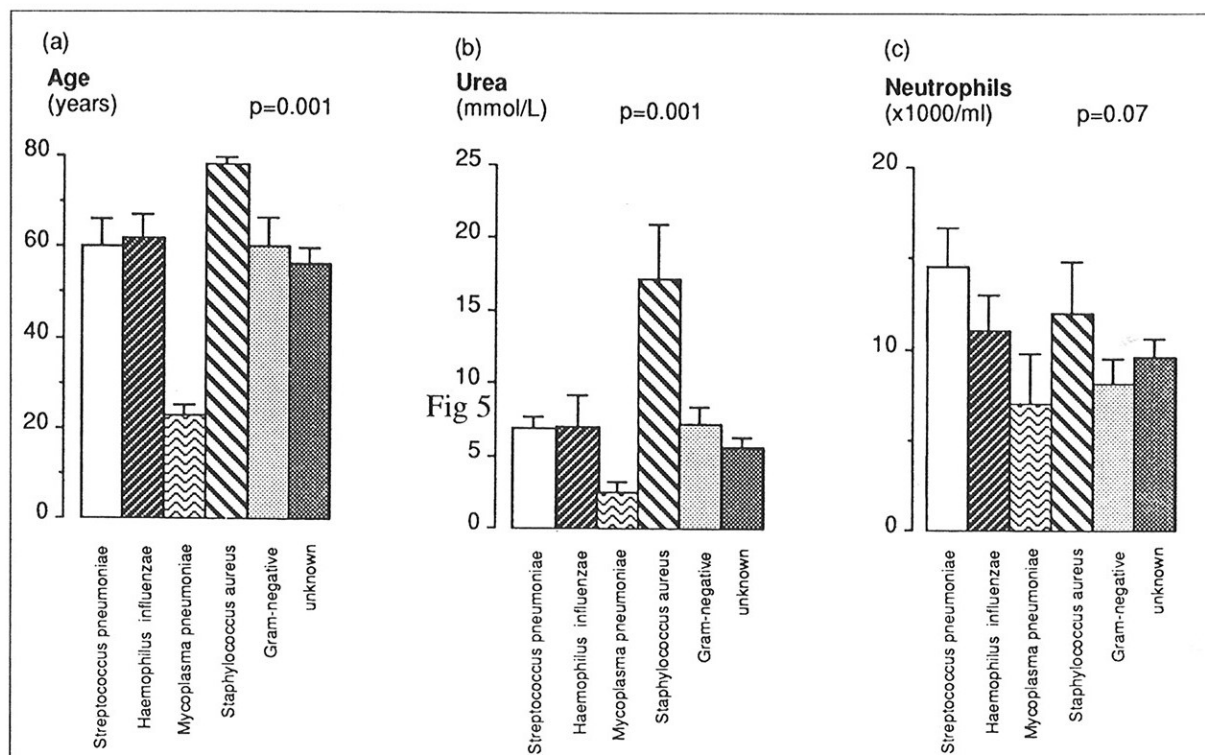 (a)
Age
(years)
p=0.001
80
60
40
20
0
Streptococcus pneumoniae
Haemophilus influenzae
Mycoplasma pneumoniae
Staphylococcus aureus
Gram-negative
unknown
(b)
Urea
(mmol/L)
p=0.001
25
20
15
10
Fig 5
5
0
Streptococcus pneumoniae
Haemophilus influenzae
Mycoplasma pneumoniae
Staphylococcus aureus
Gram-negative
unknown
(c)
Neutrophils
(x1000/ml)
p=0.07
20
10
0
Streptococcus pneumoniae
Haemophilus influenzae
Mycoplasma pneumoniae
Staphylococcus aureus
Gram-negative
unknown